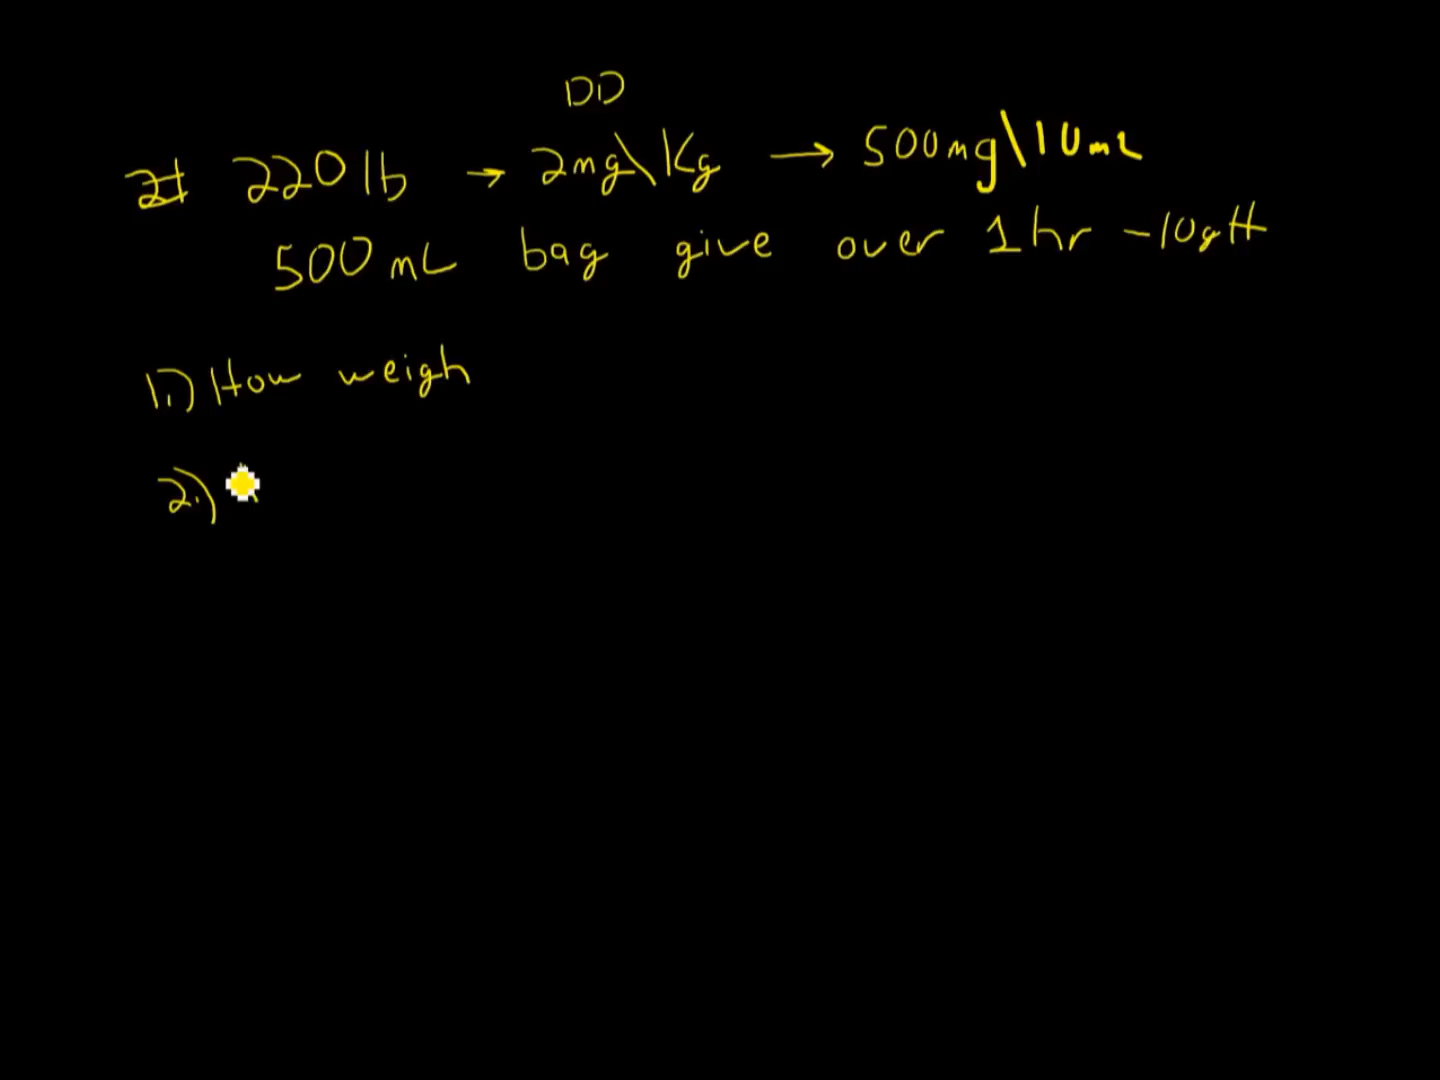 DD
220 lb → 2mg\Kg → 500mg\10mL
500 mL bag give over 1 hr - 10gtt
1.) How weigh
2.)